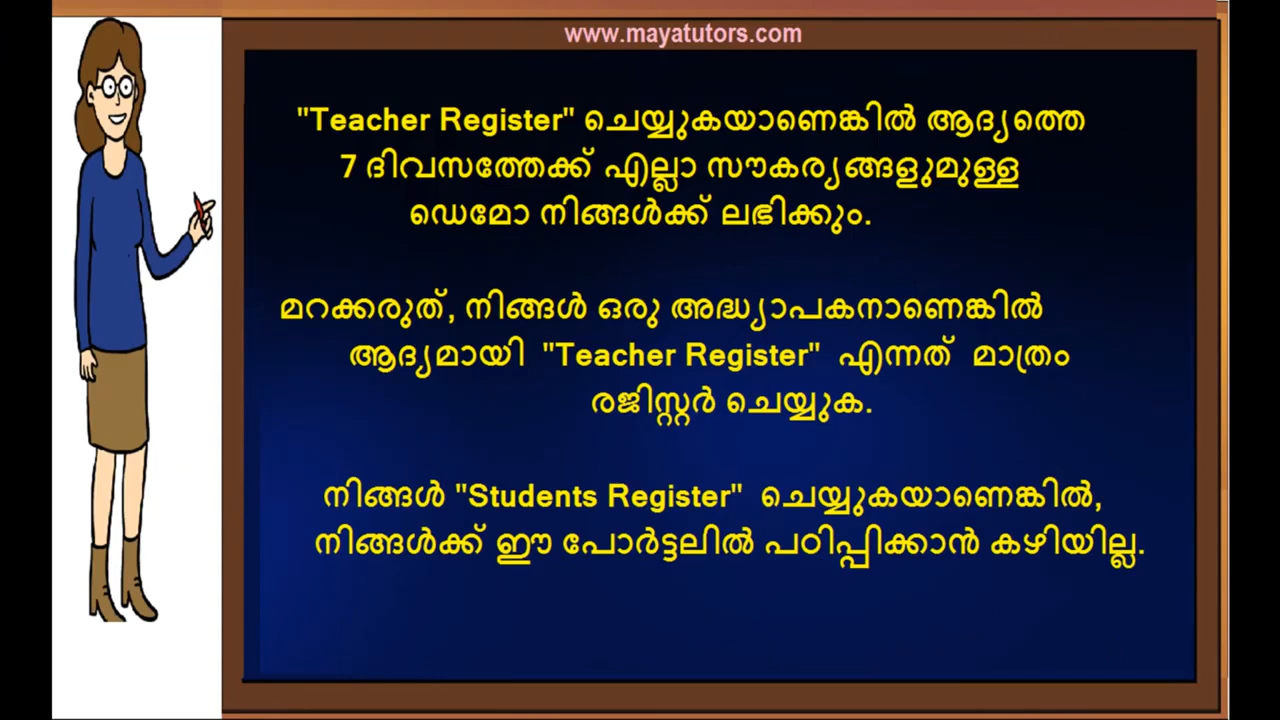 www.mayatutors.com
"Teacher Register" ചെയ്യുകയാണെങ്കിൽ ആദ്യത്തെ
7 ദിവസത്തേക്ക് എല്ലാ സൗകര്യങ്ങളുമുള്ള
ഡെമോ നിങ്ങൾക്ക് ലഭിക്കും.
മറക്കരുത്, നിങ്ങൾ ഒരു അദ്ധ്യാപകനാണെങ്കിൽ
ആദ്യമായി "Teacher Register" എന്നത് മാത്രം
രജിസ്റ്റർ ചെയ്യുക.
നിങ്ങൾ "Students Register" ചെയ്യുകയാണെങ്കിൽ,
നിങ്ങൾക്ക് ഈ പോർട്ടലിൽ പഠിപ്പിക്കാൻ കഴിയില്ല.